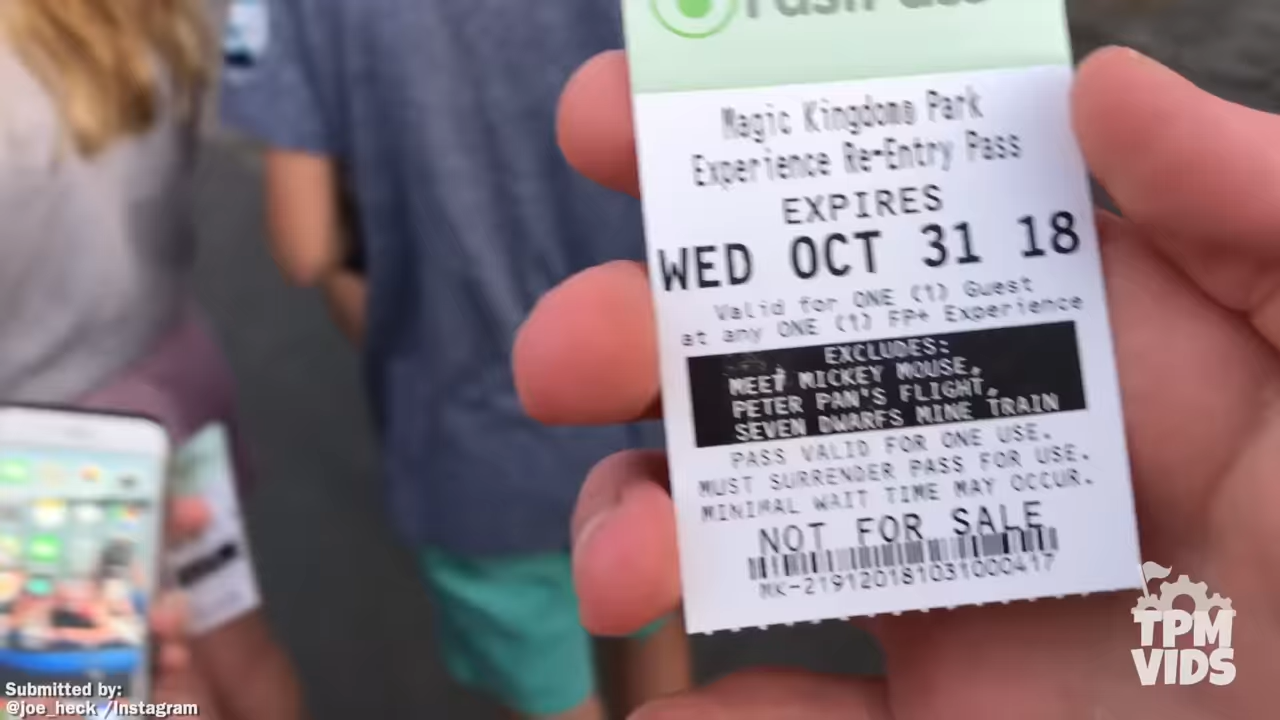 FastPass
Magic Kingdom® Park
Experience Re-Entry Pass
EXPIRES
WED OCT 31 18
Valid for ONE (1) Guest
at any ONE (1) FP+ Experience
EXCLUDES:
MEET MICKEY MOUSE,
PETER PAN'S FLIGHT,
SEVEN DWARFS MINE TRAIN
PASS VALID FOR ONE USE.
MUST SURRENDER PASS FOR USE.
MINIMAL WAIT TIME MAY OCCUR.
NOT FOR SALE
MK-219120181031000417
TPM
VIDS
Submitted by:
@joe_heck /Instagram